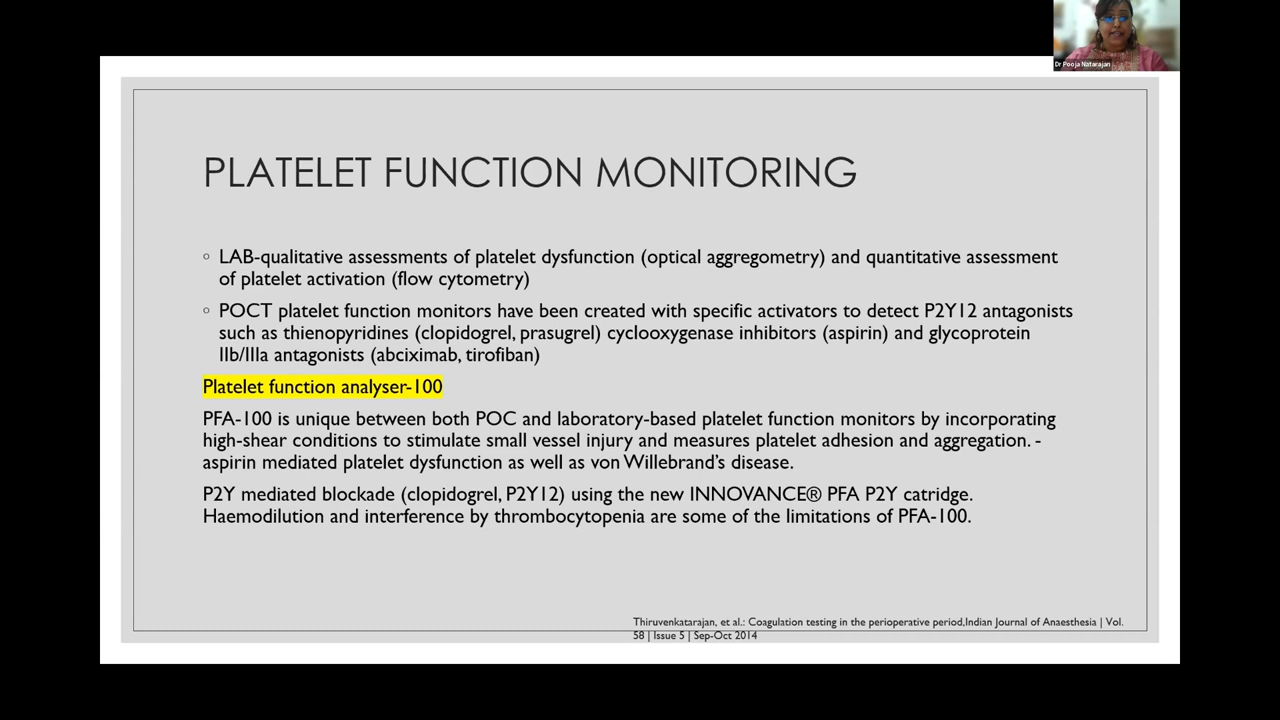 Dr Pooja Natarajan
PLATELET FUNCTION MONITORING
◦ LAB-qualitative assessments of platelet dysfunction (optical aggregometry) and quantitative assessment
of platelet activation (flow cytometry)
◦ POCT platelet function monitors have been created with specific activators to detect P2Y12 antagonists
such as thienopyridines (clopidogrel, prasugrel) cyclooxygenase inhibitors (aspirin) and glycoprotein
IIb/IIIa antagonists (abciximab, tirofiban)
Platelet function analyser-100
PFA-100 is unique between both POC and laboratory-based platelet function monitors by incorporating
high-shear conditions to stimulate small vessel injury and measures platelet adhesion and aggregation. -
aspirin mediated platelet dysfunction as well as von Willebrand's disease.
P2Y mediated blockade (clopidogrel, P2Y12) using the new INNOVANCE® PFA P2Y catridge.
Haemodilution and interference by thrombocytopenia are some of the limitations of PFA-100.
Thiruvenkatarajan, et al.: Coagulation testing in the perioperative period,Indian Journal of Anaesthesia | Vol.
58 | Issue 5 | Sep-Oct 2014